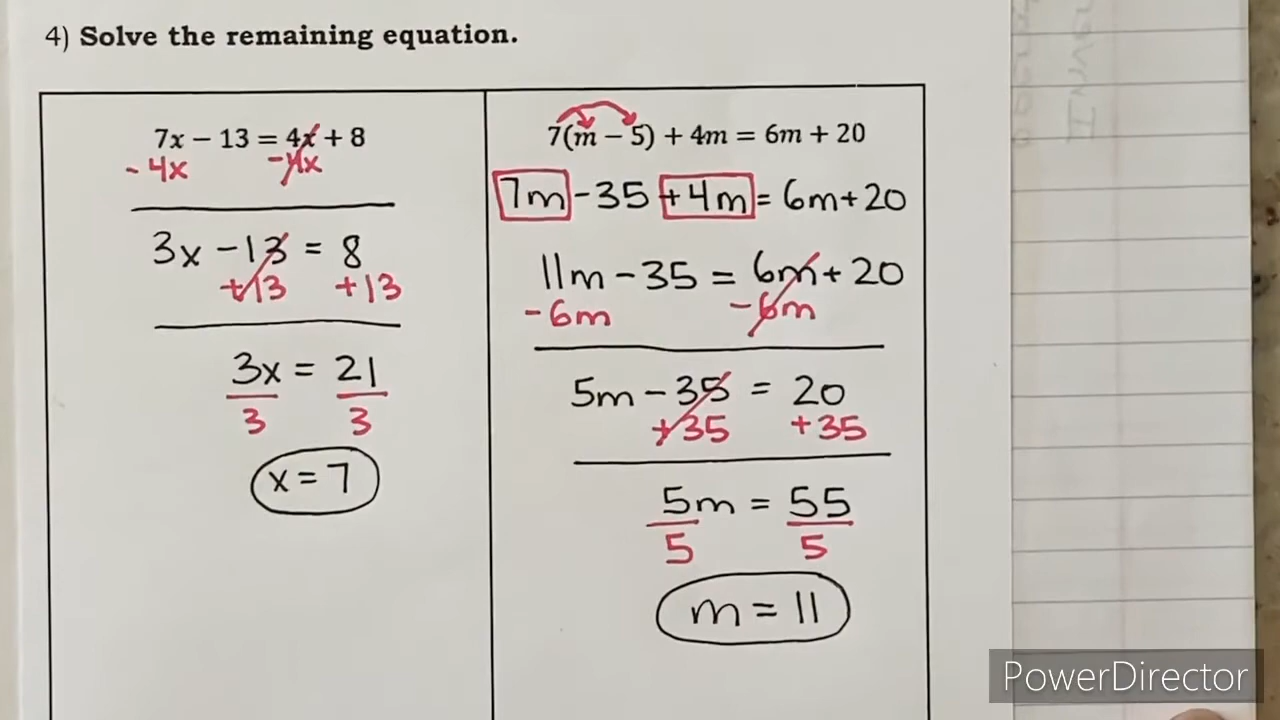 4) Solve the remaining equation.
7x − 13 = 4x + 8
- 4x -4x
3x - 13 = 8
+13 +13
3x = 21
3 3
x = 7
7(m − 5) + 4m = 6m + 20
7m - 35 + 4m = 6m + 20
11m - 35 = 6m + 20
-6m -6m
5m - 35 = 20
+35 +35
5m = 55
5 5
m = 11
PowerDirector